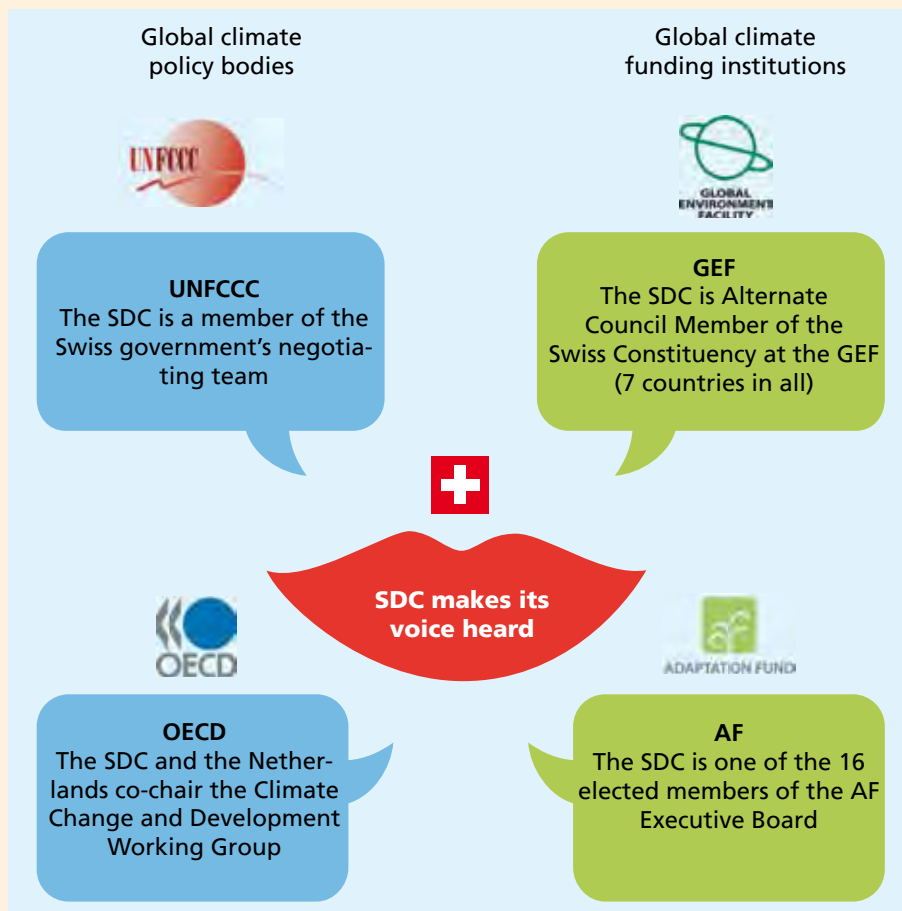 Global climate
policy bodies
Global climate
funding institutions
UNFCCC
GLOBAL
ENVIRONMENT
FACILITY
UNFCCC
The SDC is a member of the
Swiss government’s negotia-
ting team
GEF
The SDC is Alternate
Council Member of the
Swiss Constituency at the GEF
(7 countries in all)
SDC makes its
voice heard
OECD
ADAPTATION FUND
OECD
The SDC and the Nether-
lands co-chair the Climate
Change and Development
Working Group
AF
The SDC is one of the 16
elected members of the AF
Executive Board